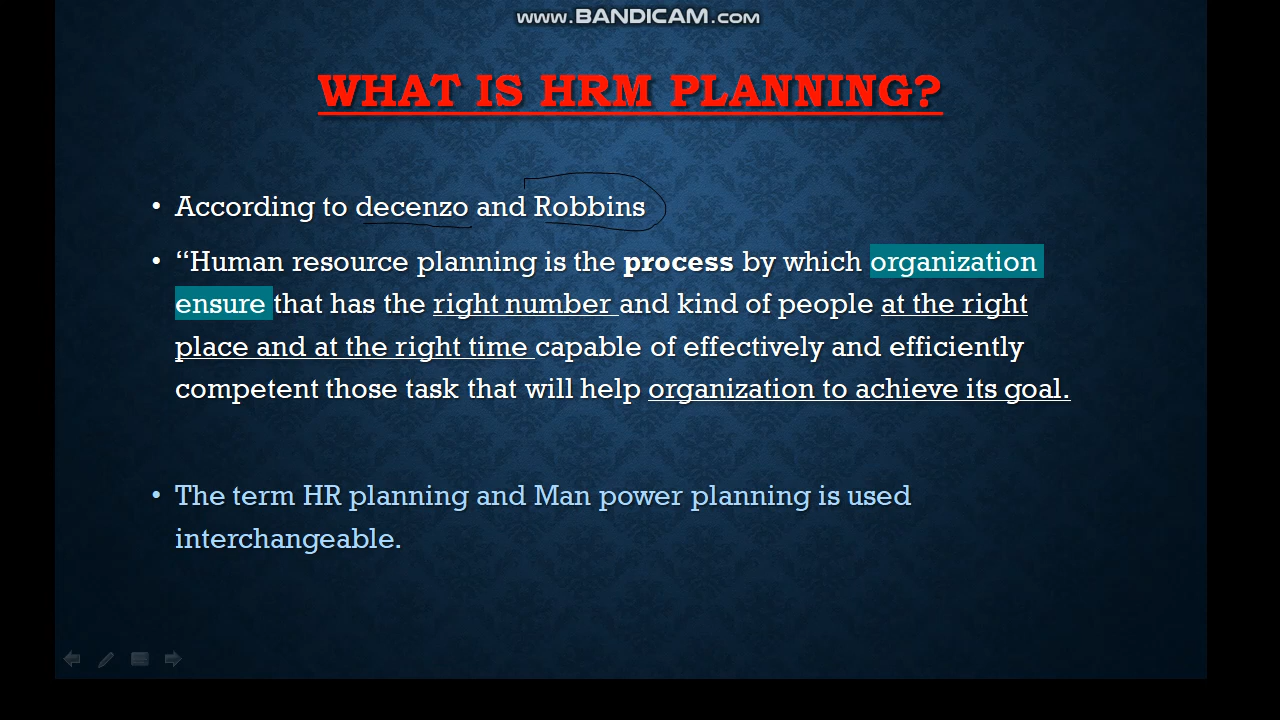 www.BANDICAM.com
WHAT IS HRM PLANNING?
• According to decenzo and Robbins
• “Human resource planning is the process by which organization
ensure that has the right number and kind of people at the right
place and at the right time capable of effectively and efficiently
competent those task that will help organization to achieve its goal.
• The term HR planning and Man power planning is used
interchangeable.